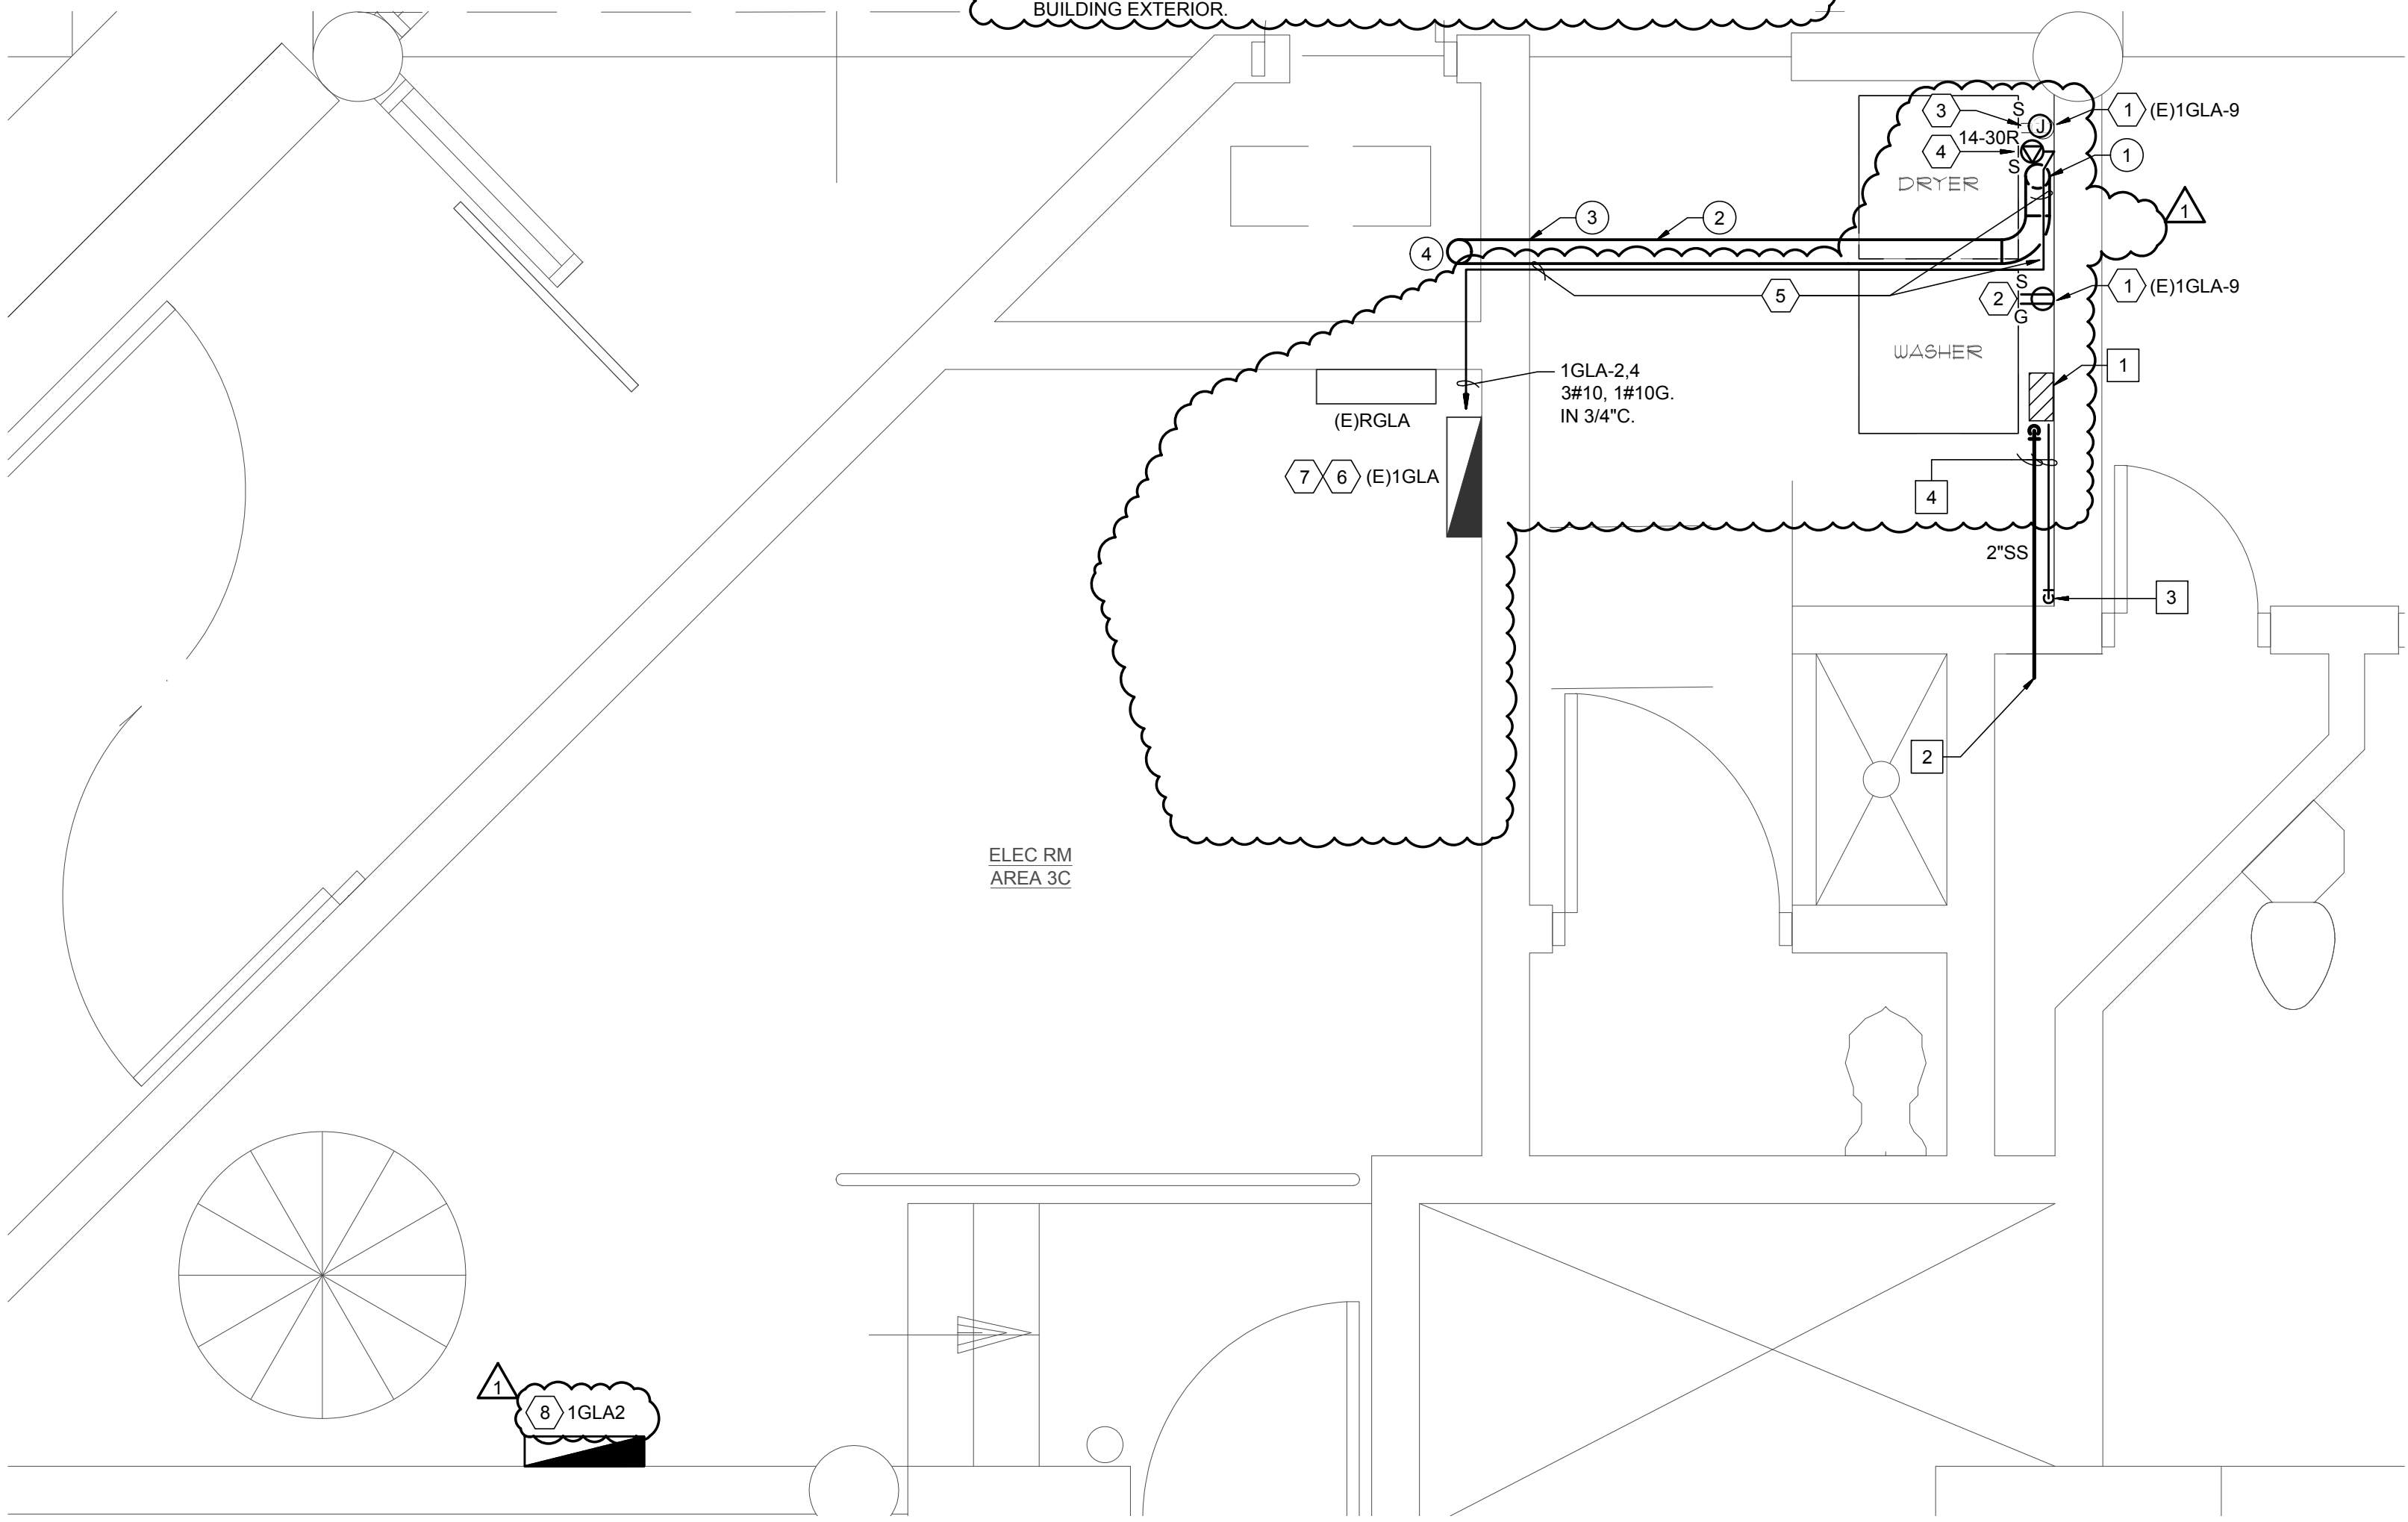 BUILDING EXTERIOR.
S
3
J
1
(E)1GLA-9
14-30R
4
S
1
DRYER
1
3
2
4
5
S
2
1
(E)1GLA-9
G
WASHER
1
1GLA-2,4
3#10, 1#10G.
IN 3/4"C.
(E)RGLA
7
6
(E)1GLA
4
2"SS
3
2
ELEC RM
AREA 3C
1
8
1GLA2